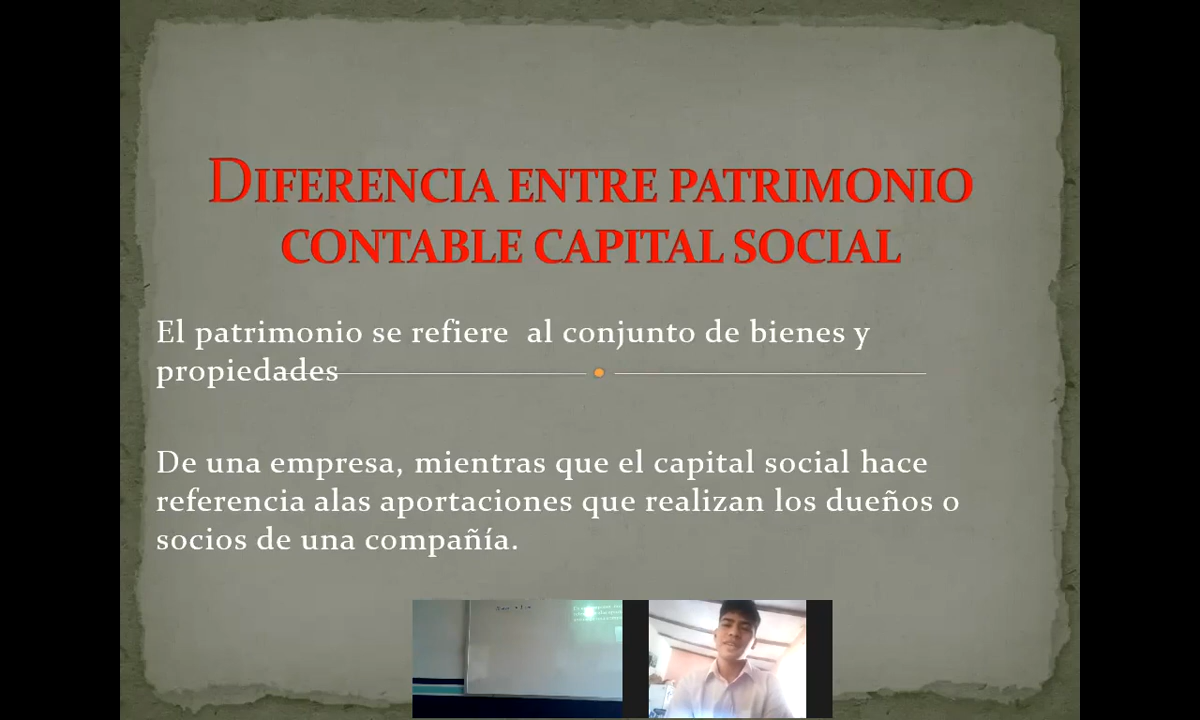 DIFERENCIA ENTRE PATRIMONIO
CONTABLE CAPITAL SOCIAL
El patrimonio se refiere al conjunto de bienes y
propiedades
De una empresa, mientras que el capital social hace
referencia alas aportaciones que realizan los dueños o
socios de una compañía.